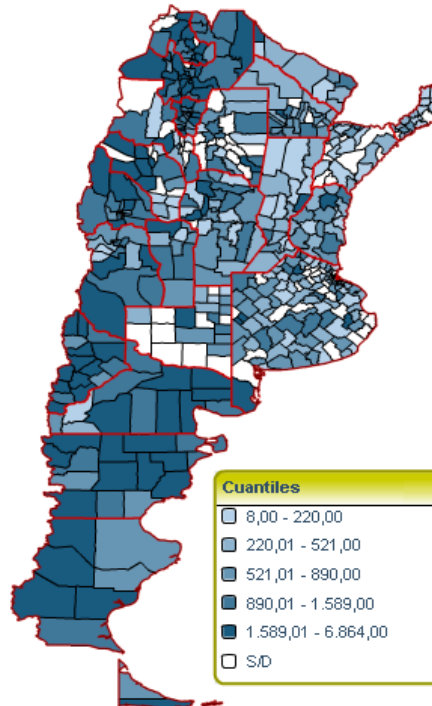 Cuantiles
8,00 - 220,00
220,01 - 521,00
521,01 - 890,00
890,01 - 1.589,00
1.589,01 - 6.864,00
S/D